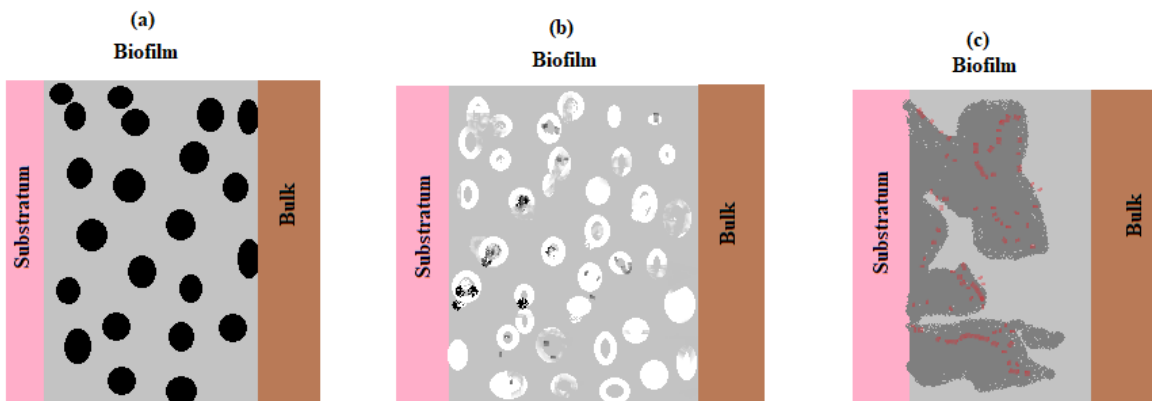 (a)
Biofilm
Substratum
Bulk
(b)
Biofilm
Substratum
Bulk
(c)
Biofilm
Substratum
Bulk